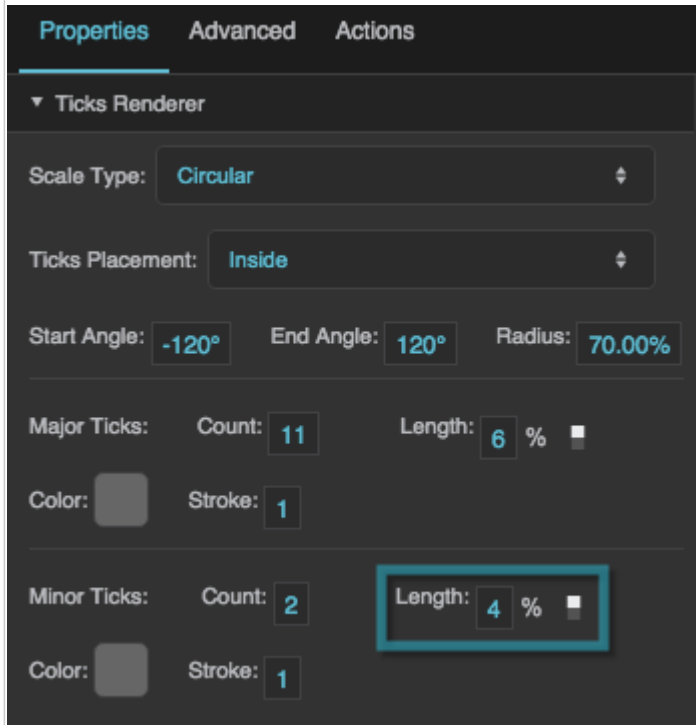 Properties Advanced Actions
Ticks Renderer
Scale Type: Circular
Ticks Placement: Inside
Start Angle: -120° End Angle: 120° Radius: 70.00%
Major Ticks: Count: 11 Length: 6 %
Color: Stroke: 1
Minor Ticks: Count: 2 Length: 4 %
Color: Stroke: 1